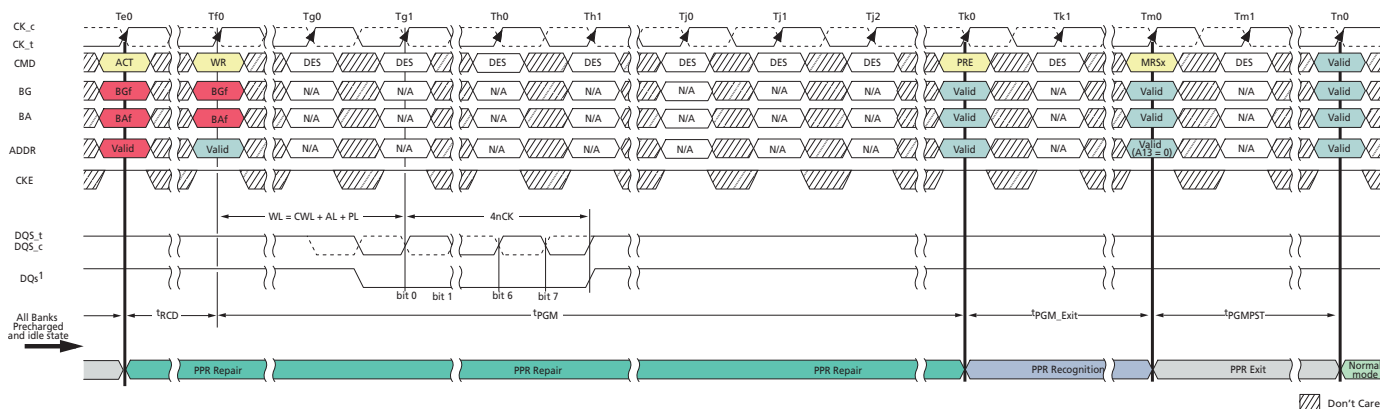 Te0 Tf0 Tg0 Tg1 Th0 Th1 Tj0 Tj1 Tj2 Tk0 Tk1 Tm0 Tm1 Tn0
CK_c
CK_t
CMD ACT WR DES DES DES DES DES DES DES PRE DES MRSx DES Valid
BG BGf BGf N/A N/A N/A N/A N/A N/A N/A Valid N/A Valid N/A Valid
BA BAf BAf N/A N/A N/A N/A N/A N/A N/A Valid N/A Valid N/A Valid
ADDR Valid Valid N/A N/A N/A N/A N/A N/A N/A Valid N/A Valid (A13 = 0) N/A Valid
CKE
WL = CWL + AL + PL 4nCK
DQS_t
DQS_c
DQs1
bit 0 bit 1 bit 6 bit 7
All Banks
Precharged
and idle state
tRCD tPGM tPGM_Exit tPGMPST
PPR Repair PPR Repair PPR Repair PPR Recognition PPR Exit Normal
mode
Don't Care